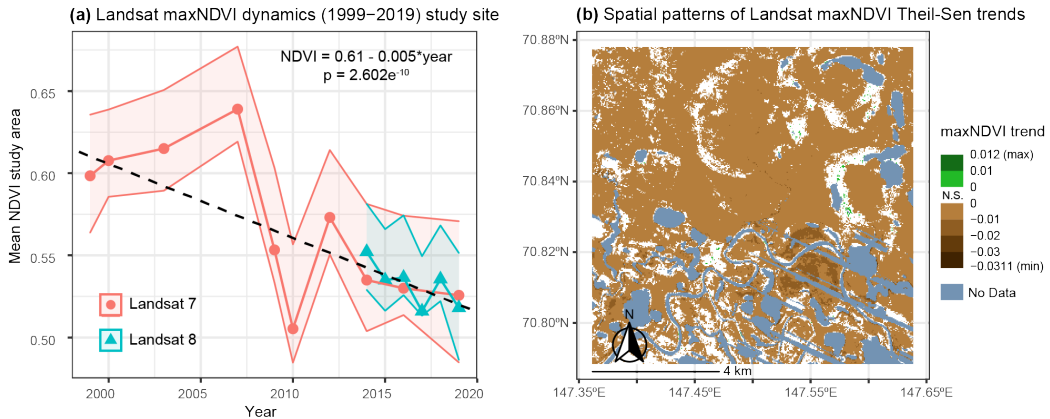 (a) Landsat maxNDVI dynamics (1999−2019) study site
NDVI = 0.61 - 0.005*year
p = 2.602e-10
Mean NDVI study area
0.65
0.60
0.55
0.50
Landsat 7
Landsat 8
2000
2005
2010
2015
2020
Year
(b) Spatial patterns of Landsat maxNDVI Theil-Sen trends
70.88ºN
70.86ºN
70.84ºN
70.82ºN
70.80ºN
N
4 km
147.35ºE
147.45ºE
147.55ºE
147.65ºE
maxNDVI trend
0.012 (max)
0.01
0
N.S.
0
−0.01
−0.02
−0.03
−0.0311 (min)
No Data